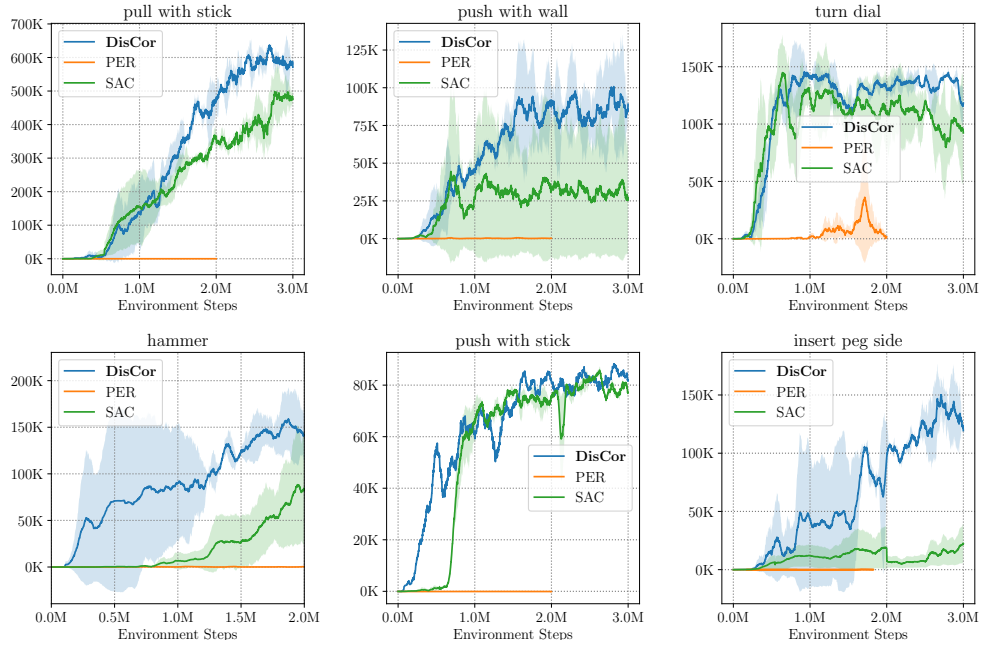 pull with stick
700K
600K
500K
400K
300K
200K
100K
0K
DisCor
PER
SAC
0.0M 1.0M 2.0M 3.0M
Environment Steps
push with wall
125K
100K
75K
50K
25K
0K
DisCor
PER
SAC
0.0M 1.0M 2.0M 3.0M
Environment Steps
turn dial
150K
100K
50K
0K
DisCor
PER
SAC
0.0M 1.0M 2.0M 3.0M
Environment Steps
hammer
200K
150K
100K
50K
0K
DisCor
PER
SAC
0.0M 0.5M 1.0M 1.5M 2.0M
Environment Steps
push with stick
80K
60K
40K
20K
0K
DisCor
PER
SAC
0.0M 1.0M 2.0M 3.0M
Environment Steps
insert peg side
150K
100K
50K
0K
DisCor
PER
SAC
0.0M 1.0M 2.0M 3.0M
Environment Steps